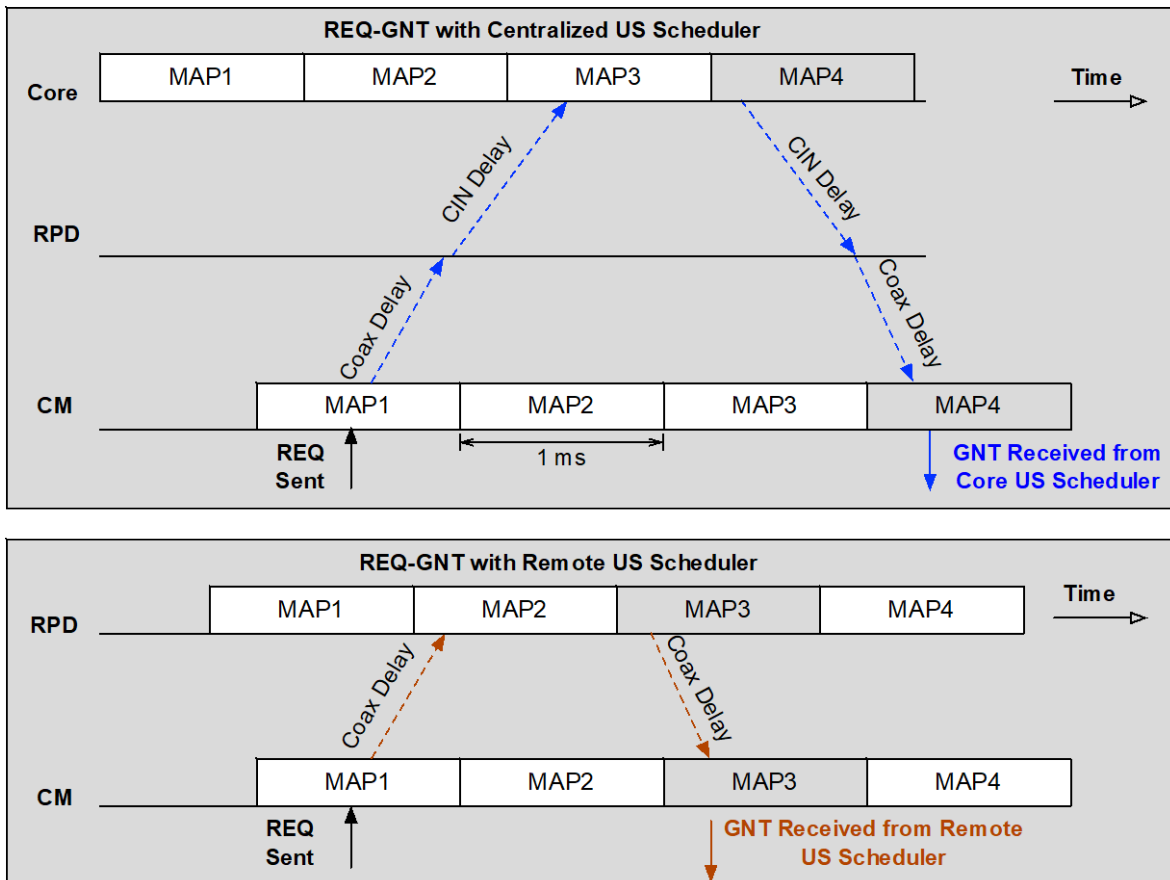 REQ-GNT with Centralized US Scheduler
MAP1 MAP2 MAP3 MAP4
Core
Time
CIN Delay
CIN Delay
RPD
Coax Delay
Coax Delay
CM
MAP1 MAP2 MAP3 MAP4
REQ
Sent
1 ms
GNT Received from
Core US Scheduler
REQ-GNT with Remote US Scheduler
MAP1 MAP2 MAP3 MAP4
Time
RPD
Coax Delay
Coax Delay
MAP1 MAP2 MAP3 MAP4
CM
REQ
Sent
GNT Received from Remote
US Scheduler